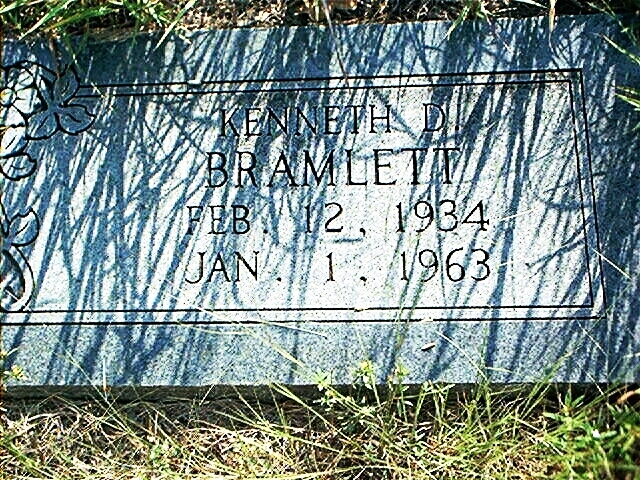 KENNETH D
BRAMLETT
FEB. 12, 1934
JAN. 1, 1963